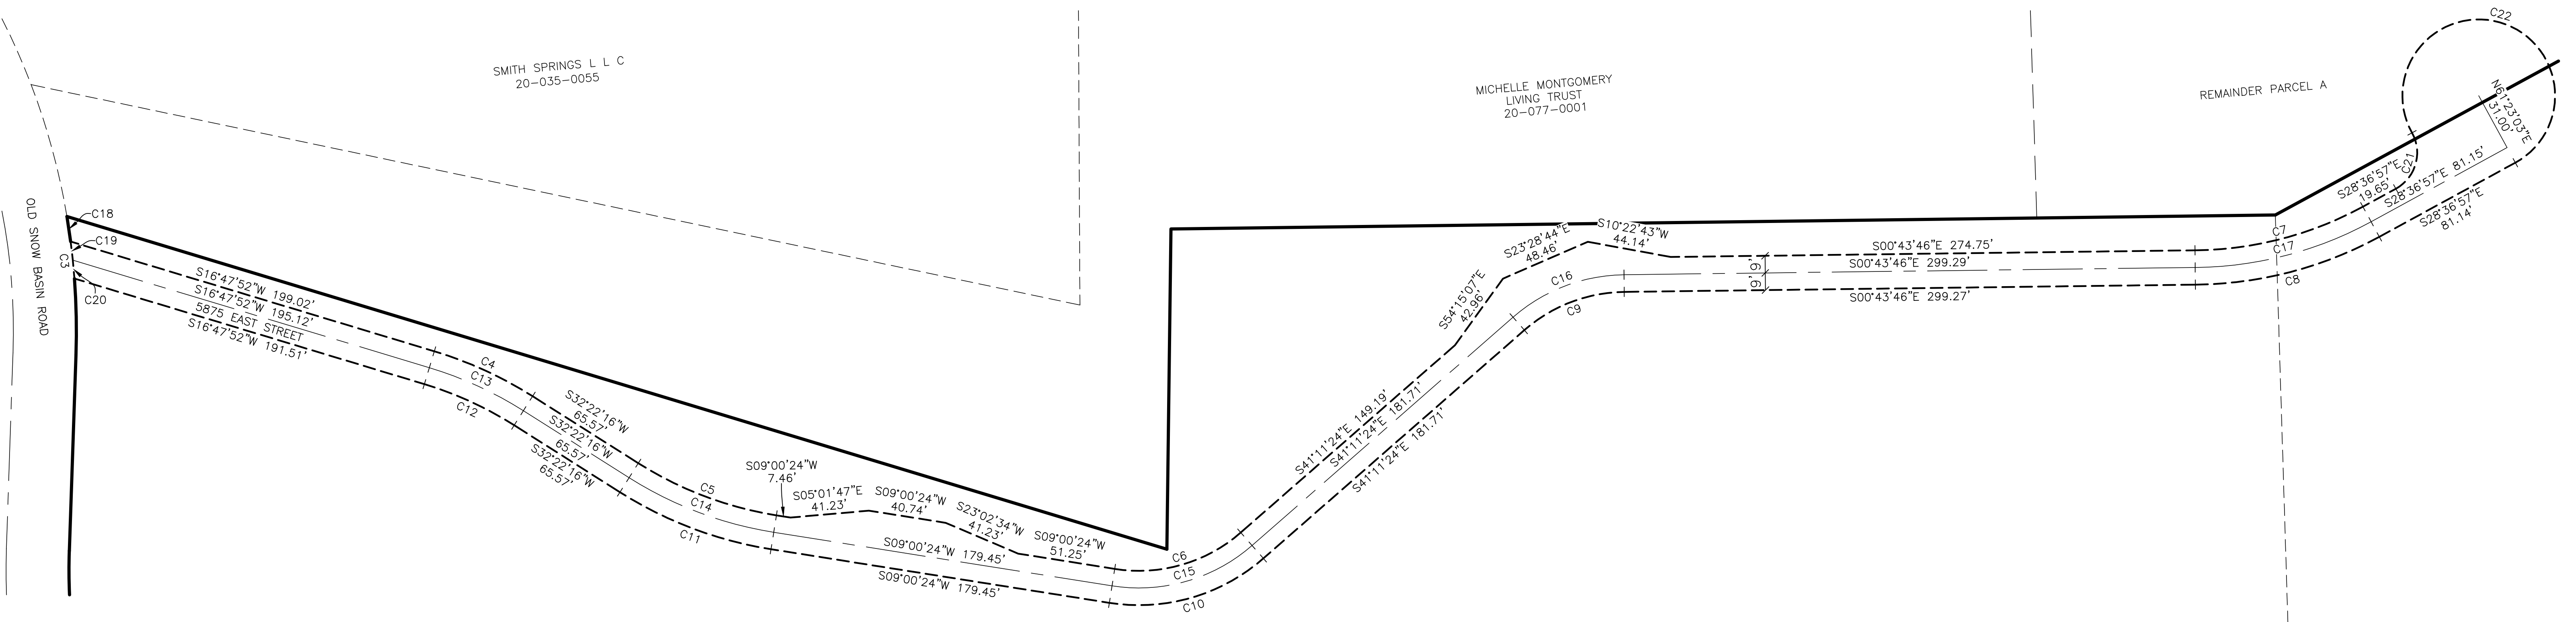 SMITH SPRINGS L L C
20-035-0055
MICHELLE MONTGOMERY
LIVING TRUST
20-077-0001
REMAINDER PARCEL A
C22
N61°23'03"E
31.00'
OLD SNOW BASIN ROAD
C18
C19
C3
C20
S16°47'52"W 199.02'
S16°47'52"W 195.12'
5875 EAST STREET
S16°47'52"W 191.51'
C4
C13
C12
S32°22'16"W
65.57'
S32°22'16"W
65.57'
S32°22'16"W
65.57'
C5
C14
C11
S09°00'24"W
7.46'
S05°01'47"E
41.23'
S09°00'24"W
40.74'
S23°02'34"W
41.23'
S09°00'24"W
51.25'
S09°00'24"W 179.45'
S09°00'24"W 179.45'
C6
C15
C10
S41°11'24"E 149.19'
S41°11'24"E 181.71'
S41°11'24"E 181.71'
S54°15'07"E
42.96'
S23°28'44"E
48.46'
S10°22'43"W
44.14'
C16
C9
9.9'
9.9'
S00°43'46"E 274.75'
S00°43'46"E 299.29'
S00°43'46"E 299.27'
C7
C17
C8
S28°36'57"E
19.65'
C21
S28°36'57"E 81.15'
S28°36'57"E
81.14'